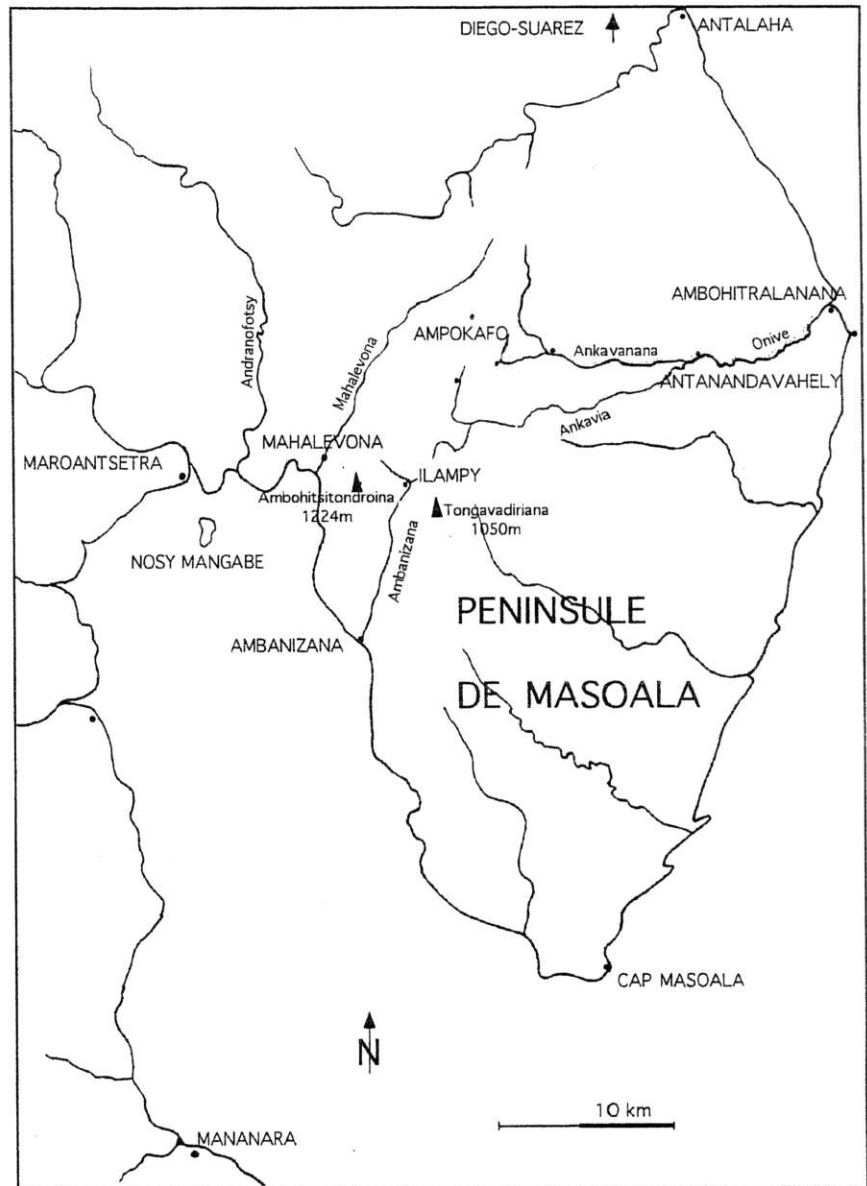 DIEGO-SUAREZ
ANTALAHA
AMBOHITRALANANA
Andranofotsy
Mahalevona
AMPOKAFO
Ankavanana
Onive
ANTANANDAVAHELY
Ankavia
MAHALEVONA
MAROANTSETRA
ILAMPY
Ambohitsitondroina
1224m
Tongavadiriana
1050m
NOSY MANGABE
Ambanizana
PENINSULE
DE MASOALA
AMBANIZANA
CAP MASOALA
N
10 km
MANANARA